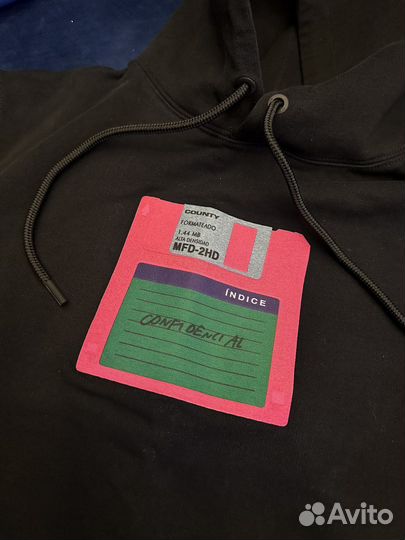 COUNTY
FORMATEADO
1.44 MB
ALTA DENSIDAD
MFD-2HD
ÍNDICE
CONFIDENCIAL
Avito